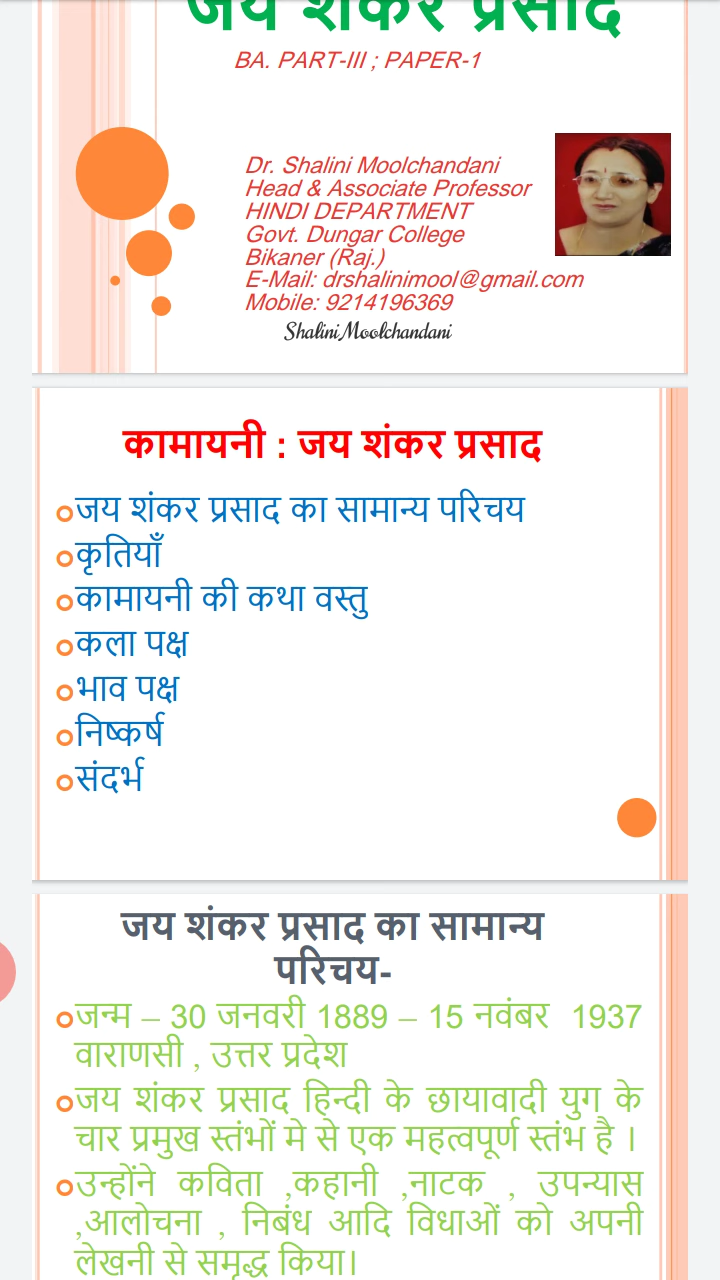 जय शंकर प्रसाद
BA. PART-III ; PAPER-1
Dr. Shalini Moolchandani
Head & Associate Professor
HINDI DEPARTMENT
Govt. Dungar College
Bikaner (Raj.)
E-Mail: drshalinimool@gmail.com
Mobile: 9214196369
Shalini Moolchandani
कामायनी : जय शंकर प्रसाद
जय शंकर प्रसाद का सामान्य परिचय
कृतियाँ
कामायनी की कथा वस्तु
कला पक्ष
भाव पक्ष
निष्कर्ष
संदर्भ
जय शंकर प्रसाद का सामान्य
परिचय-
जन्म – 30 जनवरी 1889 – 15 नवंबर 1937
वाराणसी , उत्तर प्रदेश
जय शंकर प्रसाद हिन्दी के छायावादी युग के
चार प्रमुख स्तंभों मे से एक महत्वपूर्ण स्तंभ है ।
उन्होंने कविता ,कहानी ,नाटक , उपन्यास
,आलोचना , निबंध आदि विधाओं को अपनी
लेखनी से समृद्ध किया।